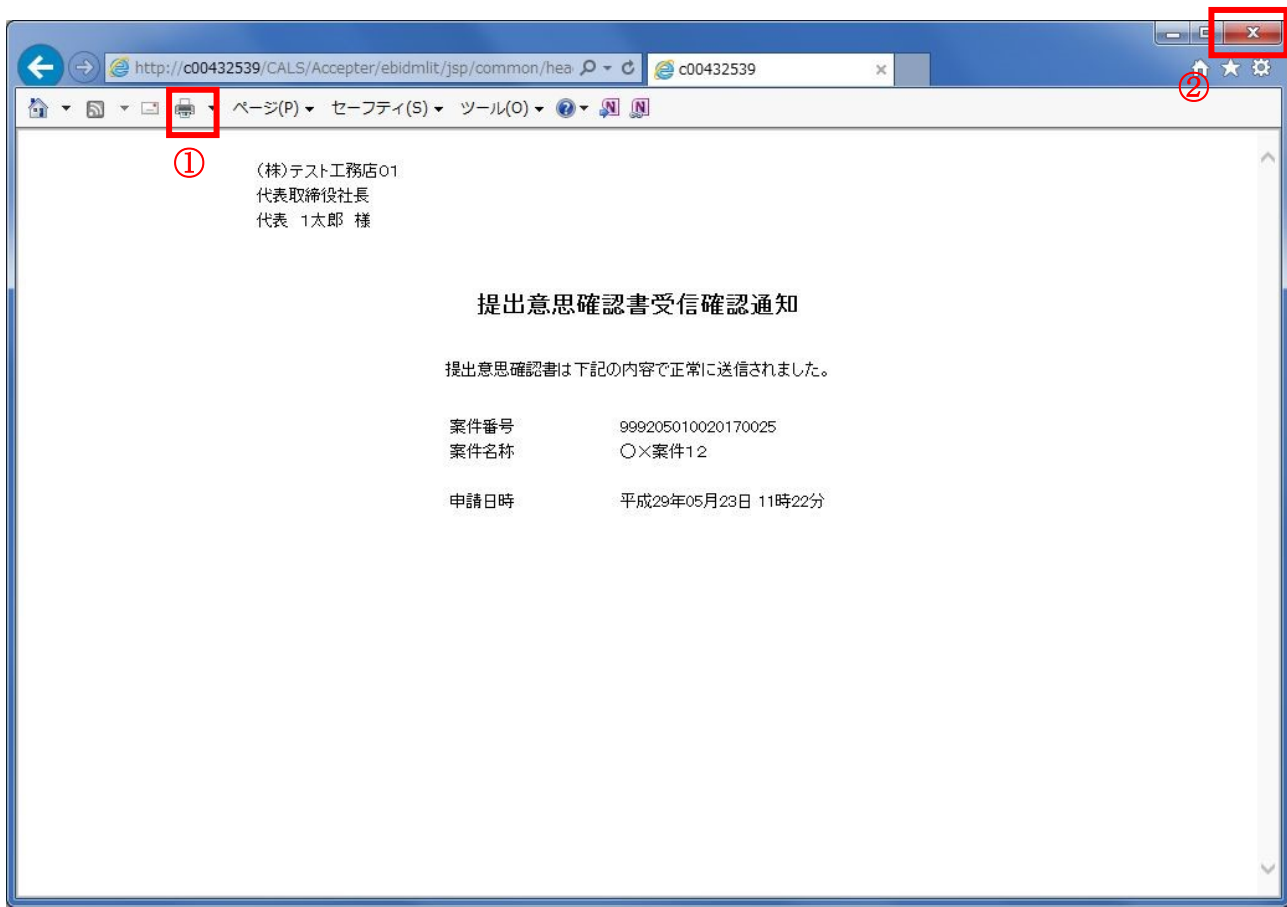 ②
http://c00432539/CALS/Accepter/ebidmlit/jsp/common/hea
c00432539
ページ(P) セーフティ(S) ツール(O)
①
(株)テスト工務店01
代表取締役社長
代表 1太郎 様
提出意思確認書受信確認通知
提出意思確認書は下記の内容で正常に送信されました。
案件番号 999205010020170025
案件名称 ○×案件12
申請日時 平成29年05月23日 11時22分